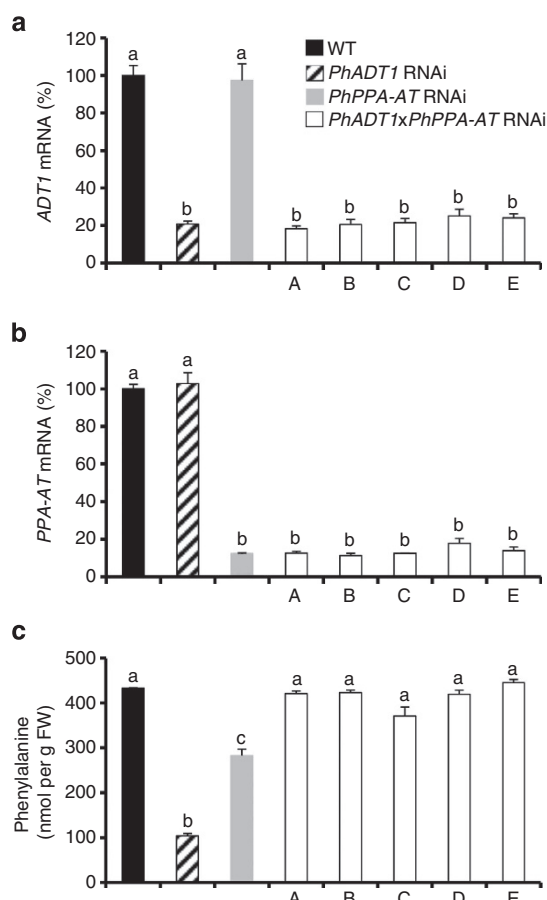 a
120
100
80
60
40
20
0
ADT1 mRNA (%)
a
b
a
b
b
b
b
b
WT
PhADT1 RNAi
PhPPA-AT RNAi
PhADT1xPhPPA-AT RNAi
A B C D E
b
120
100
80
60
40
20
0
PPA-AT mRNA (%)
a
a
b
b
b
b
b
b
A B C D E
c
500
400
300
200
100
0
Phenylalanine
(nmol per g FW)
a
b
c
a
a
a
a
a
A B C D E